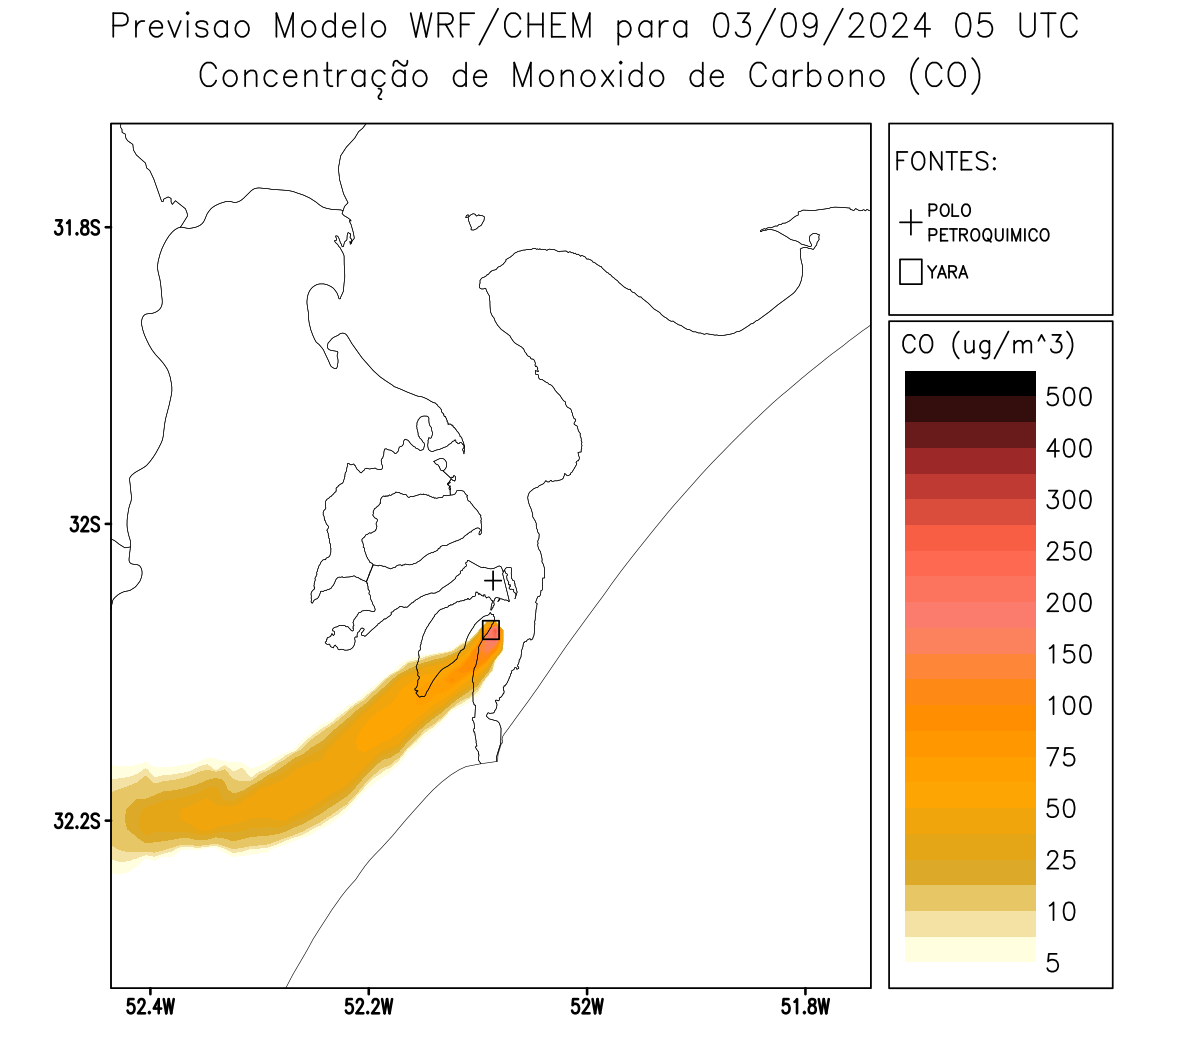 Previsao Modelo WRF/CHEM para 03/09/2024 05 UTC
Concentração de Monoxido de Carbono (CO)
FONTES:
POLO
PETROQUIMICO
YARA
CO (ug/m^3)
500
400
300
250
200
150
100
75
50
25
10
5
31.8S
32S
32.2S
52.4W
52.2W
52W
51.8W